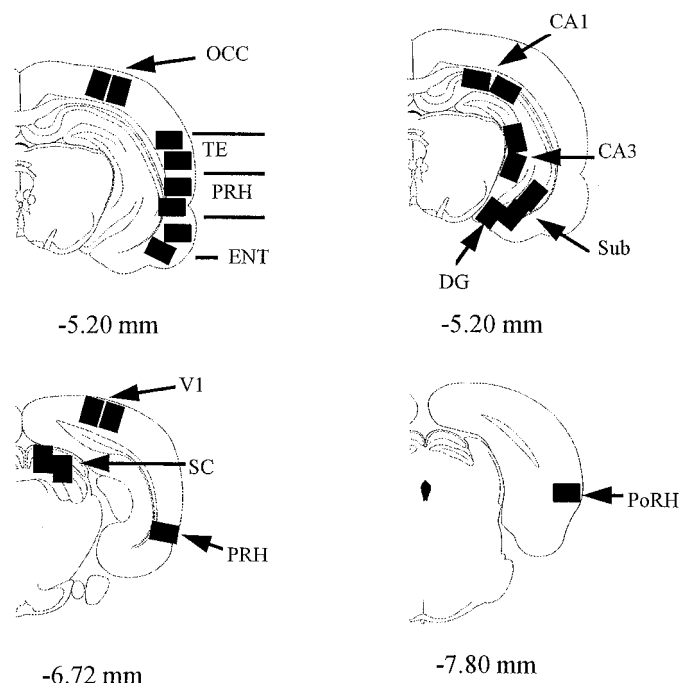 OCC
TE
PRH
ENT
-5.20 mm
CA1
CA3
Sub
DG
-5.20 mm
V1
SC
PRH
-6.72 mm
PoRH
-7.80 mm